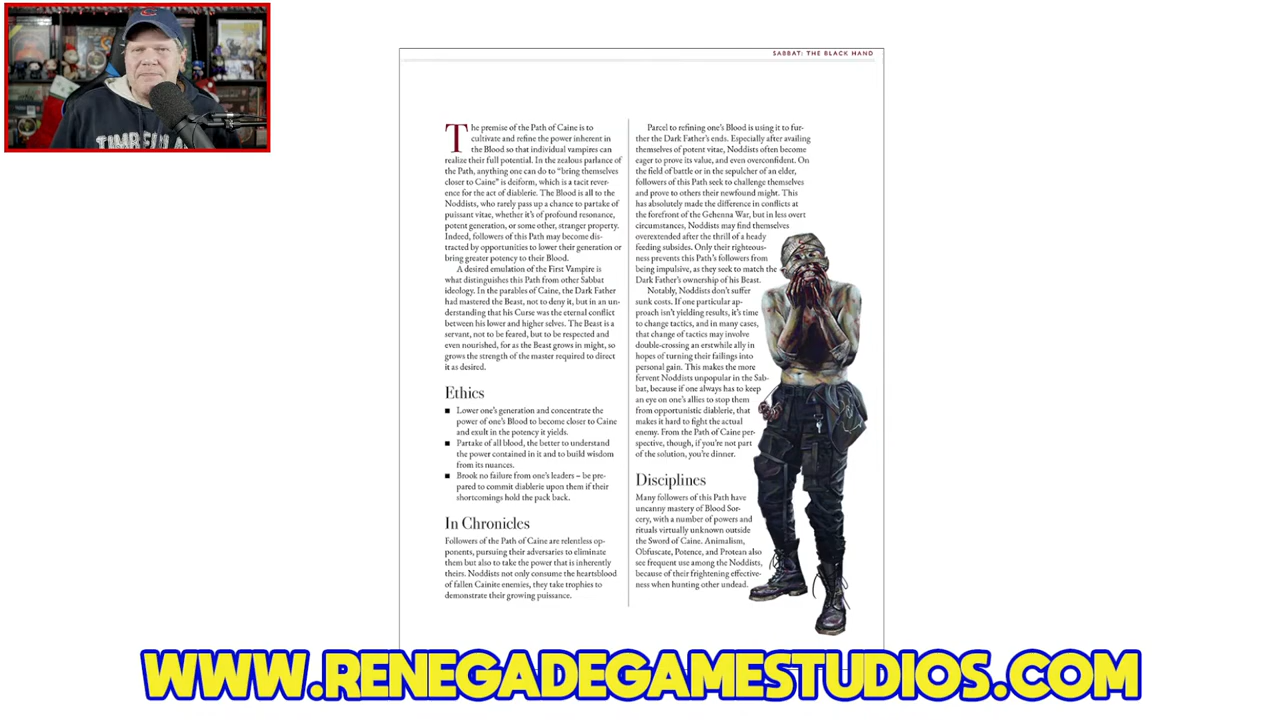 SABBAT: THE BLACK HAND
The premise of the Path of Caine is to
cultivate and refine the power inherent in
the Blood so that individual vampires can
realize their full potential. In the zealous parlance of
the Path, anything one can do to “bring themselves
closer to Caine” is deiform, which is a tacit rever-
ence for the act of diablerie. The Blood is all to the
Noddists, who rarely pass up a chance to partake of
puissant vitae, whether it’s of profound resonance,
potent generation, or some other, stranger property.
Indeed, followers of this Path may become dis-
tracted by opportunities to lower their generation or
bring greater potency to their Blood.
A desired emulation of the First Vampire is
what distinguishes this Path from other Sabbat
ideology. In the parables of Caine, the Dark Father
had mastered the Beast, not to deny it, but in an un-
derstanding that his Curse was the eternal conflict
between his lower and higher selves. The Beast is a
servant, not to be feared, but to be respected and
even nourished, for as the Beast grows in might, so
grows the strength of the master required to direct
it as desired.
Ethics
■ Lower one’s generation and concentrate the
power of one’s Blood to become closer to Caine
and exult in the potency it yields.
■ Partake of all blood, the better to understand
the power contained in it and to build wisdom
from its nuances.
■ Brook no failure from one’s leaders – be pre-
pared to commit diablerie upon them if their
shortcomings hold the pack back.
In Chronicles
Followers of the Path of Caine are relentless op-
ponents, pursuing their adversaries to eliminate
them but also to take the power that is inherently
theirs. Noddists not only consume the heartsblood
of fallen Cainite enemies, they take trophies to
demonstrate their growing puissance.
Parcel to refining one’s Blood is using it to fur-
ther the Dark Father’s ends. Especially after availing
themselves of potent vitae, Noddists often become
eager to prove its value, and even overconfident. On
the field of battle or in the sepulcher of an elder,
followers of this Path seek to challenge themselves
and prove to others their newfound might. This
has absolutely made the difference in conflicts at
the forefront of the Gehenna War, but in less overt
circumstances, Noddists may find themselves
overextended after the thrill of a heady
feeding subsides. Only their righteous-
ness prevents this Path’s followers from
being impulsive, as they seek to match the
Dark Father’s ownership of his Beast.
Notably, Noddists don’t suffer
sunk costs. If one particular ap-
proach isn’t yielding results, it’s time
to change tactics, and in many cases,
that change of tactics may involve
double-crossing an erstwhile ally in
hopes of turning their failings into
personal gain. This makes the more
fervent Noddists unpopular in the Sab-
bat, because if one always has to keep
an eye on one’s allies to stop them
from opportunistic diablerie, that
makes it hard to fight the actual
enemy. From the Path of Caine per-
spective, though, if you’re not part
of the solution, you’re dinner.
Disciplines
Many followers of this Path have
uncanny mastery of Blood Sor-
cery, with a number of powers and
rituals virtually unknown outside
the Sword of Caine. Animalism,
Obfuscate, Potence, and Protean also
see frequent use among the Noddists,
because of their frightening effective-
ness when hunting other undead.
WWW.RENEGADEGAMESTUDIOS.COM